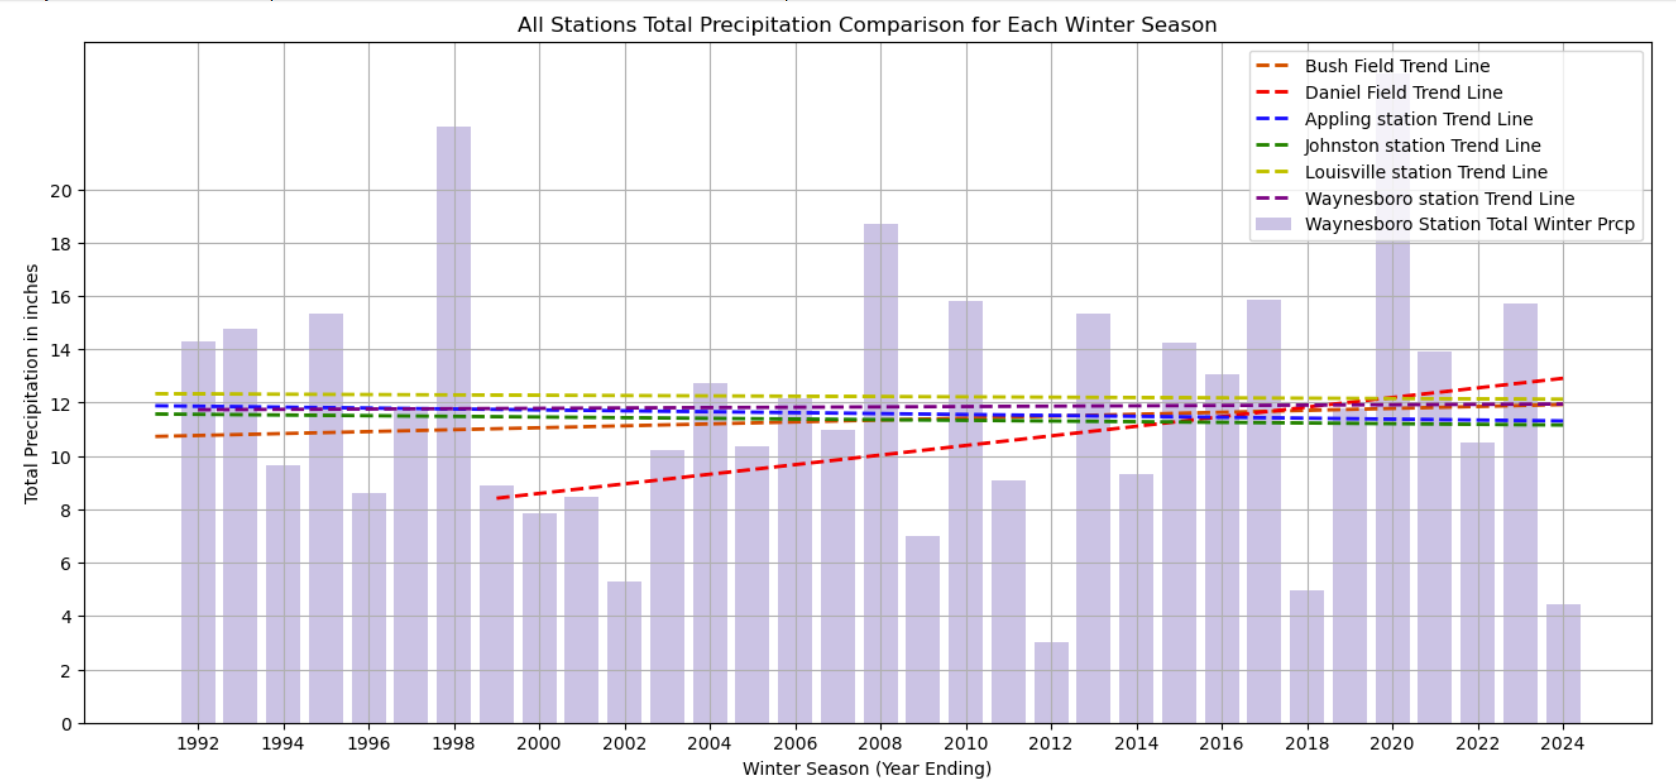 All Stations Total Precipitation Comparison for Each Winter Season
Bush Field Trend Line
Daniel Field Trend Line
Appling station Trend Line
Johnston station Trend Line
Louisville station Trend Line
Waynesboro station Trend Line
Waynesboro Station Total Winter Prcp
Total Precipitation in inches
20
18
16
14
12
10
8
6
4
2
0
1992 1994 1996 1998 2000 2002 2004 2006 2008 2010 2012 2014 2016 2018 2020 2022 2024
Winter Season (Year Ending)